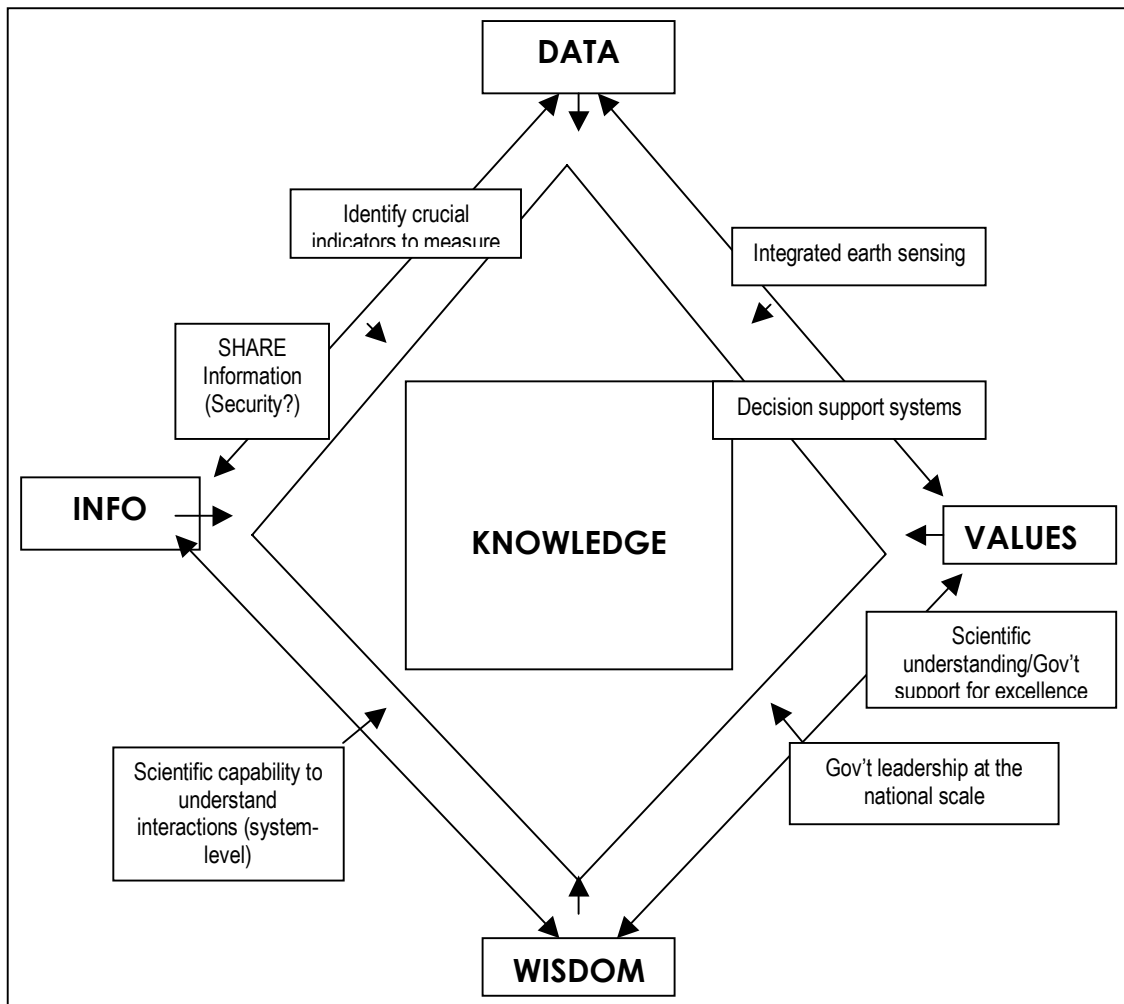 DATA
Identify crucial
indicators to measure
Integrated earth sensing
SHARE
Information
(Security?)
Decision support systems
INFO
KNOWLEDGE
VALUES
Scientific
understanding/Gov't
support for excellence
Scientific capability to
understand
interactions (system-
level)
Gov't leadership at the
national scale
WISDOM